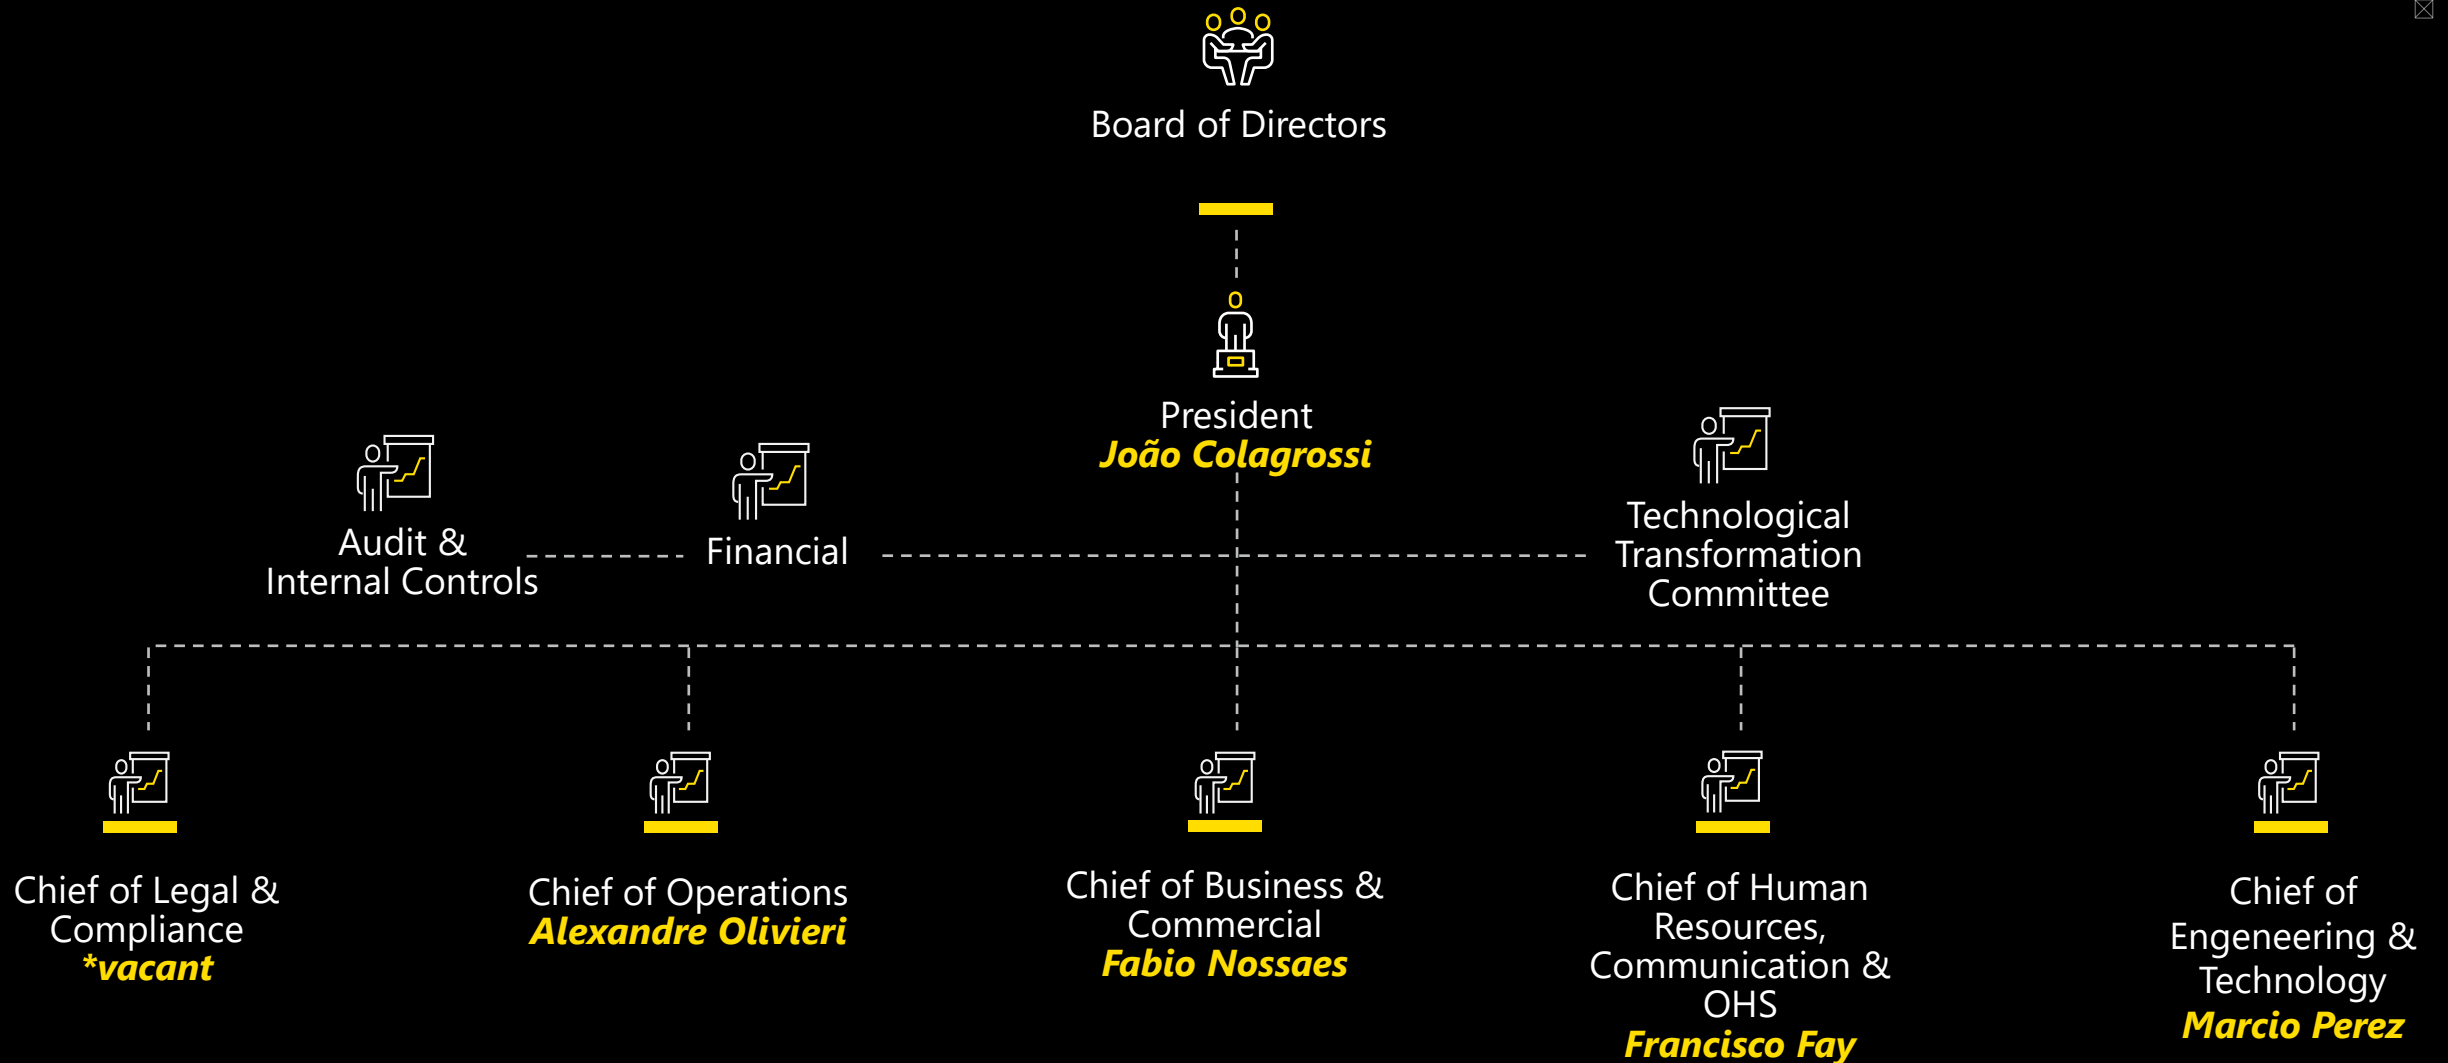 Board of Directors
President
João Colagrossi
Audit &
Internal Controls
Financial
Technological
Transformation
Committee
Chief of Legal &
Compliance
*vacant
Chief of Operations
Alexandre Olivieri
Chief of Business &
Commercial
Fabio Nossaes
Chief of Human
Resources,
Communication &
OHS
Francisco Fay
Chief of
Engeneering &
Technology
Marcio Perez